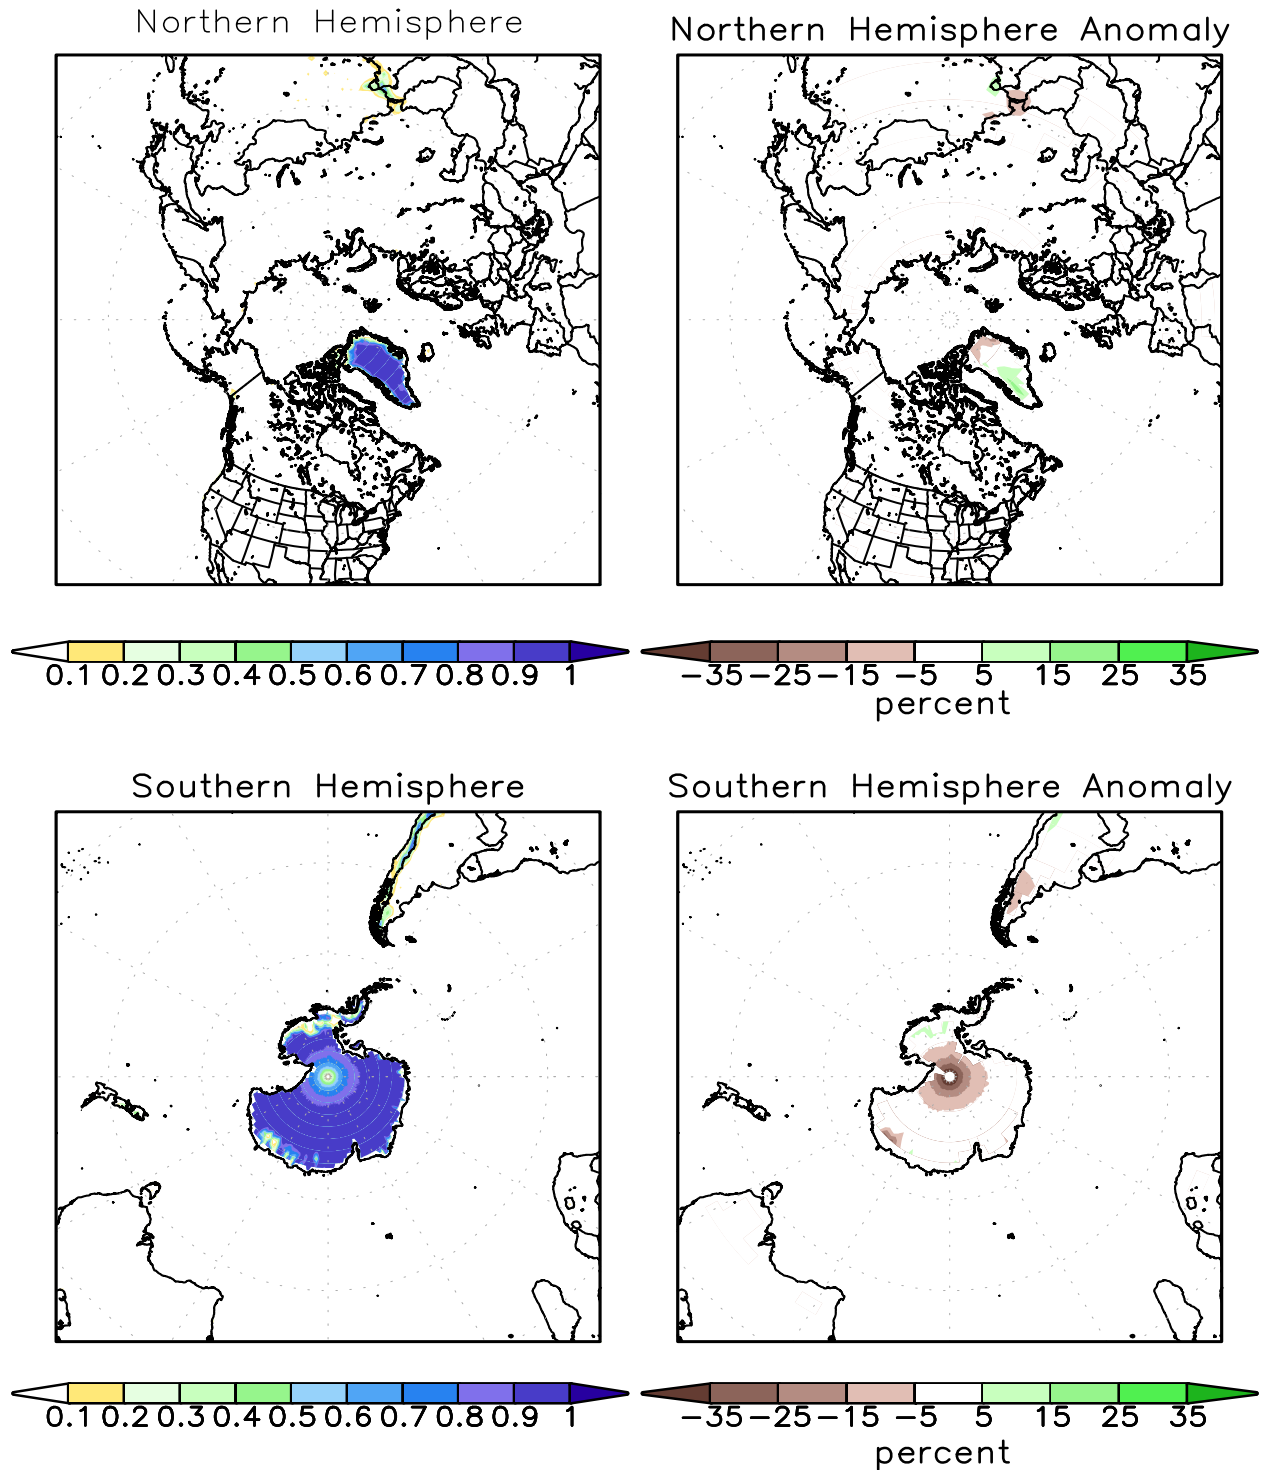 Northern Hemisphere
Northern Hemisphere Anomaly
0.1 0.2 0.3 0.4 0.5 0.6 0.7 0.8 0.9 1
-35 -25 -15 -5 5 15 25 35
percent
Southern Hemisphere
Southern Hemisphere Anomaly
0.1 0.2 0.3 0.4 0.5 0.6 0.7 0.8 0.9 1
-35 -25 -15 -5 5 15 25 35
percent